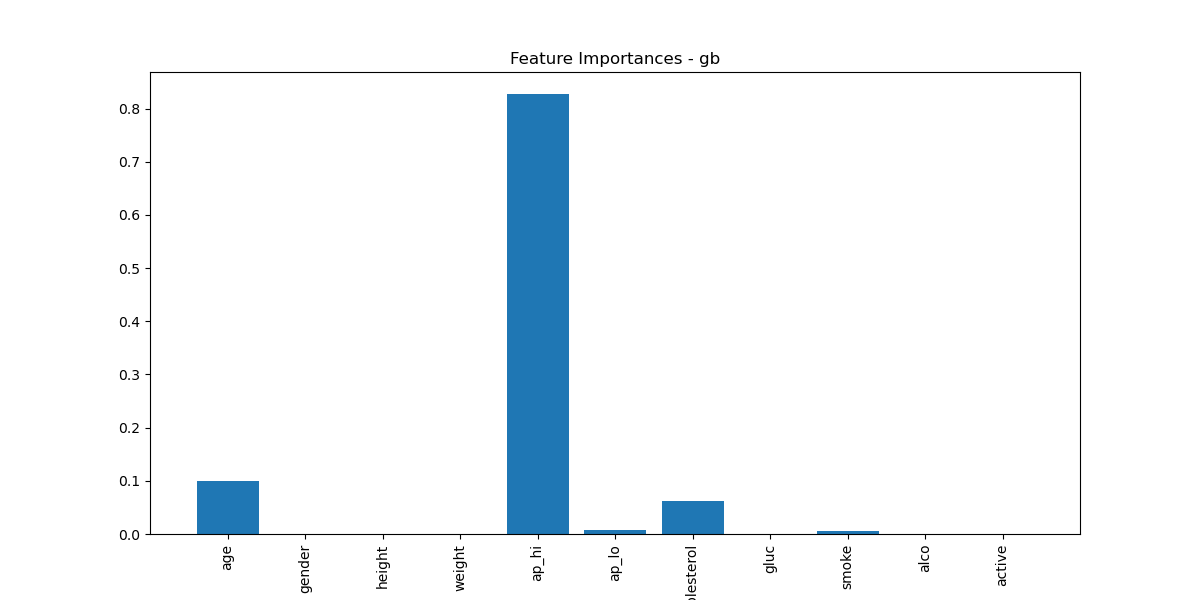 Feature Importances - gb
0.8
0.7
0.6
0.5
0.4
0.3
0.2
0.1
0.0
age
gender
height
weight
ap_hi
ap_lo
olesterol
gluc
smoke
alco
active